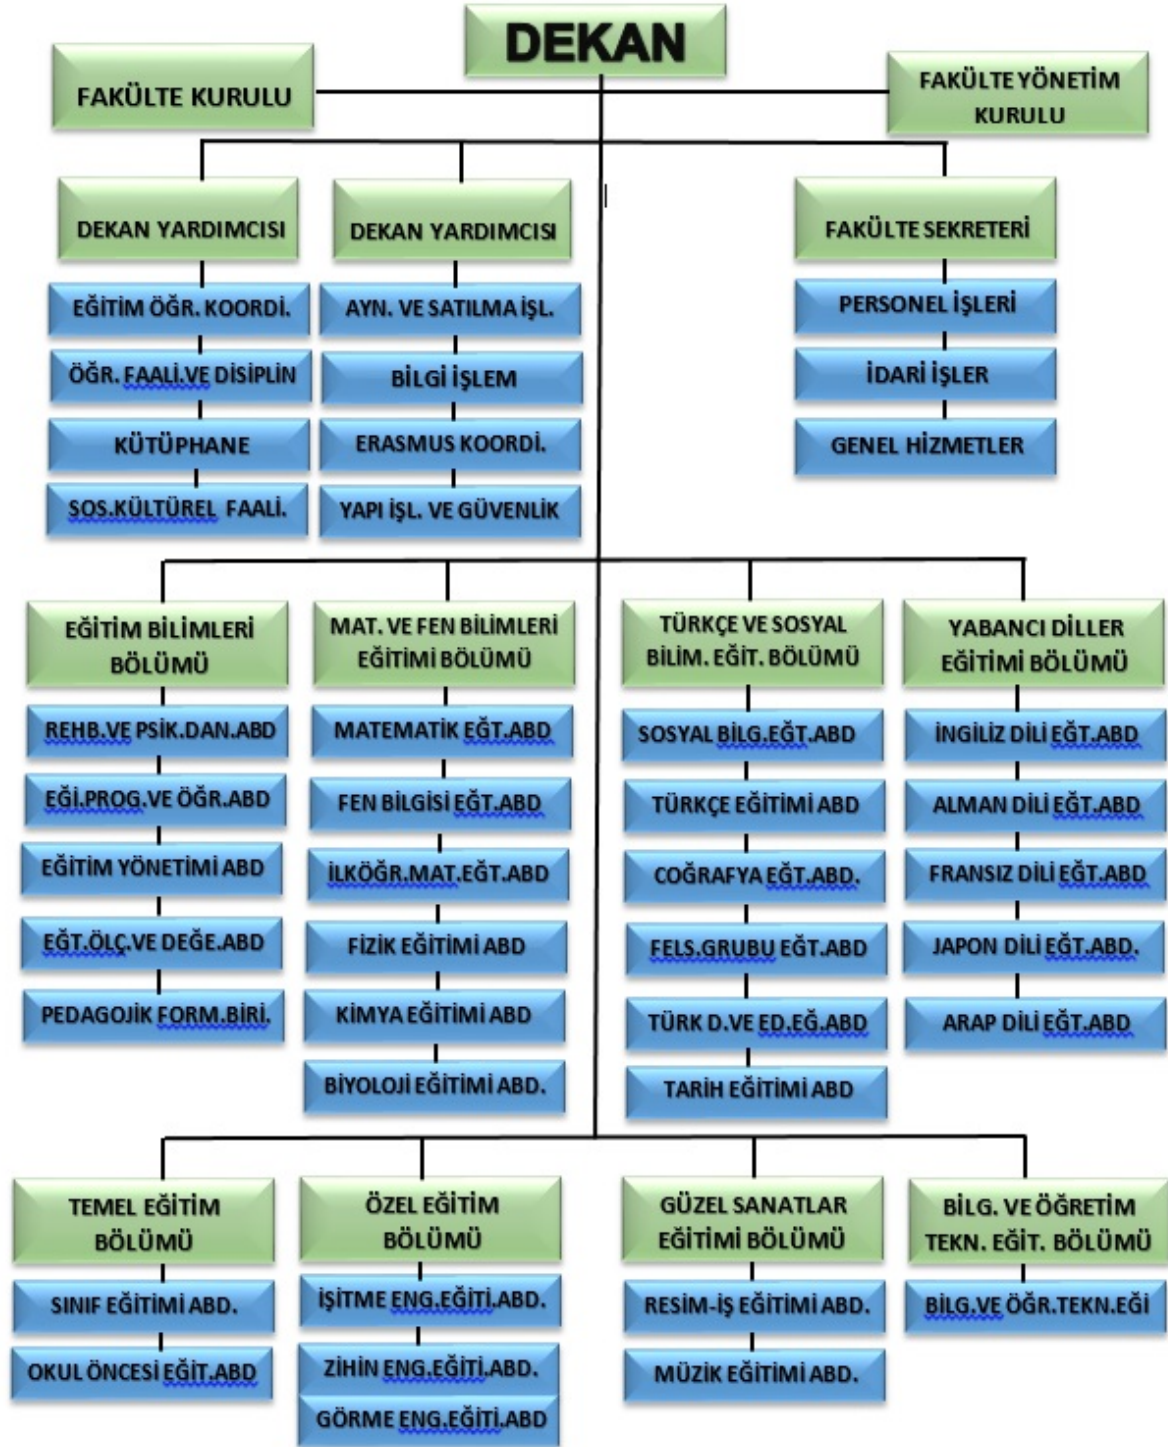 DEKAN
FAKÜLTE KURULU
FAKÜLTE YÖNETİM
KURULU
DEKAN YARDIMCISI
EĞİTİM ÖĞR. KOORDİ.
ÖĞR. FAALİ.VE DİSİPLİN
KÜTÜPHANE
SOS.KÜLTÜREL FAALİ.
DEKAN YARDIMCISI
AYN. VE SATILMA İŞL.
BİLGİ İŞLEM
ERASMUS KOORDİ.
YAPI İŞL. VE GÜVENLİK
FAKÜLTE SEKRETERİ
PERSONEL İŞLERİ
İDARİ İŞLER
GENEL HİZMETLER
EĞİTİM BİLİMLERİ
BÖLÜMÜ
REHB.VE PSİK.DAN.ABD
EĞİ.PROG.VE ÖĞR.ABD
EĞİTİM YÖNETİMİ ABD
EĞT.ÖLÇ.VE DEĞE.ABD
PEDAGOJİK FORM.BİRİ.
MAT. VE FEN BİLİMLERİ
EĞİTİMİ BÖLÜMÜ
MATEMATİK EĞT.ABD
FEN BİLGİSİ EĞT.ABD
İLKÖĞR.MAT.EĞT.ABD
FİZİK EĞİTİMİ ABD
KİMYA EĞİTİMİ ABD
BİYOLOJİ EĞİTİMİ ABD.
TÜRKÇE VE SOSYAL
BİLİM. EĞİT. BÖLÜMÜ
SOSYAL BİLG.EĞT.ABD
TÜRKÇE EĞİTİMİ ABD
COĞRAFYA EĞT.ABD.
FELS.GRUBU EĞT.ABD
TÜRK D.VE ED.EĞ.ABD
TARİH EĞİTİMİ ABD
YABANCI DİLLER
EĞİTİMİ BÖLÜMÜ
İNGİLİZ DİLİ EĞT.ABD
ALMAN DİLİ EĞT.ABD
FRANSIZ DİLİ EĞT.ABD
JAPON DİLİ EĞT.ABD.
ARAP DİLİ EĞT.ABD
TEMEL EĞİTİM
BÖLÜMÜ
SINIF EĞİTİMİ ABD.
OKUL ÖNCESİ EĞİT.ABD
ÖZEL EĞİTİM
BÖLÜMÜ
İŞİTME ENG.EĞİTİ.ABD.
ZİHİN ENG.EĞİTİ.ABD.
GÖRME ENG.EĞİTİ.ABD
GÜZEL SANATLAR
EĞİTİMİ BÖLÜMÜ
RESİM-İŞ EĞİTİMİ ABD.
MÜZİK EĞİTİMİ ABD.
BİLG. VE ÖĞRETİM
TEKN. EĞİT. BÖLÜMÜ
BİLG.VE ÖĞR.TEKN.EĞİ